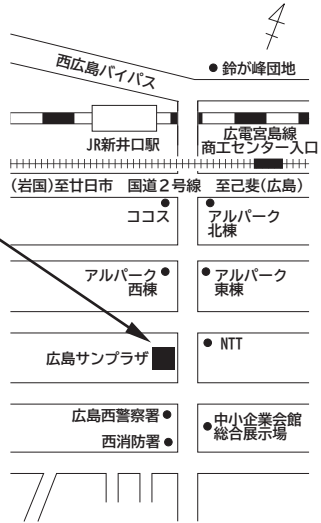 西広島バイパス
鈴が峰団地
JR新井口駅
広電宮島線
商工センター入口
(岩国)至廿日市 国道2号線 至己斐(広島)
ココス
アルパーク
北棟
アルパーク
西棟
アルパーク
東棟
広島サンプラザ
NTT
広島西警察署
西消防署
中小企業会館
総合展示場